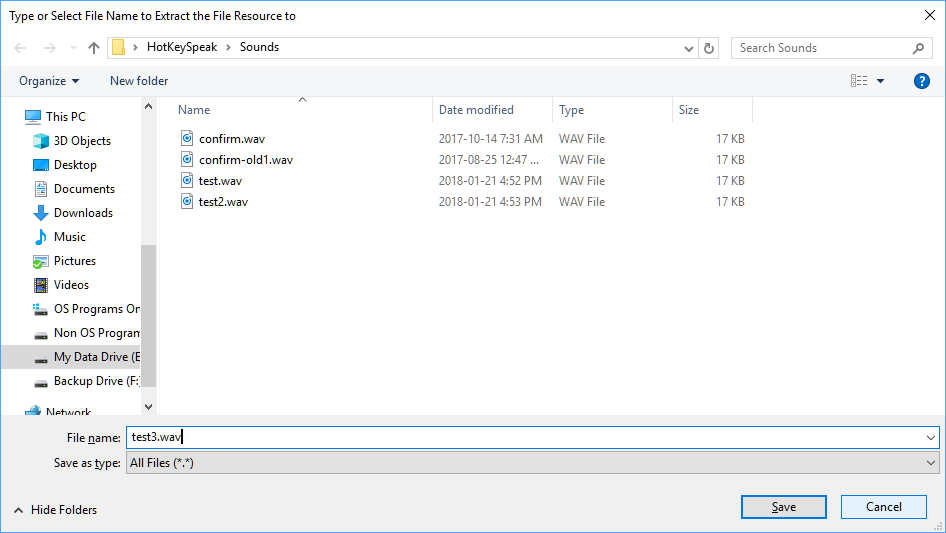 Type or Select File Name to Extract the File Resource to
HotKeySpeak Sounds Search Sounds
Organize New folder ?
Name Date modified Type Size
This PC
3D Objects
Desktop
Documents
Downloads
Music
Pictures
Videos
OS Programs On
Non OS Program
My Data Drive (E
Backup Drive (F:)
Network
confirm.wav 2017-10-14 7:31 AM WAV File 17 KB
confirm-old1.wav 2017-08-25 12:47 ... WAV File 17 KB
test.wav 2018-01-21 4:52 PM WAV File 17 KB
test2.wav 2018-01-21 4:53 PM WAV File 17 KB
File name: test3.wav
Save as type: All Files (*.*)
Hide Folders Save Cancel